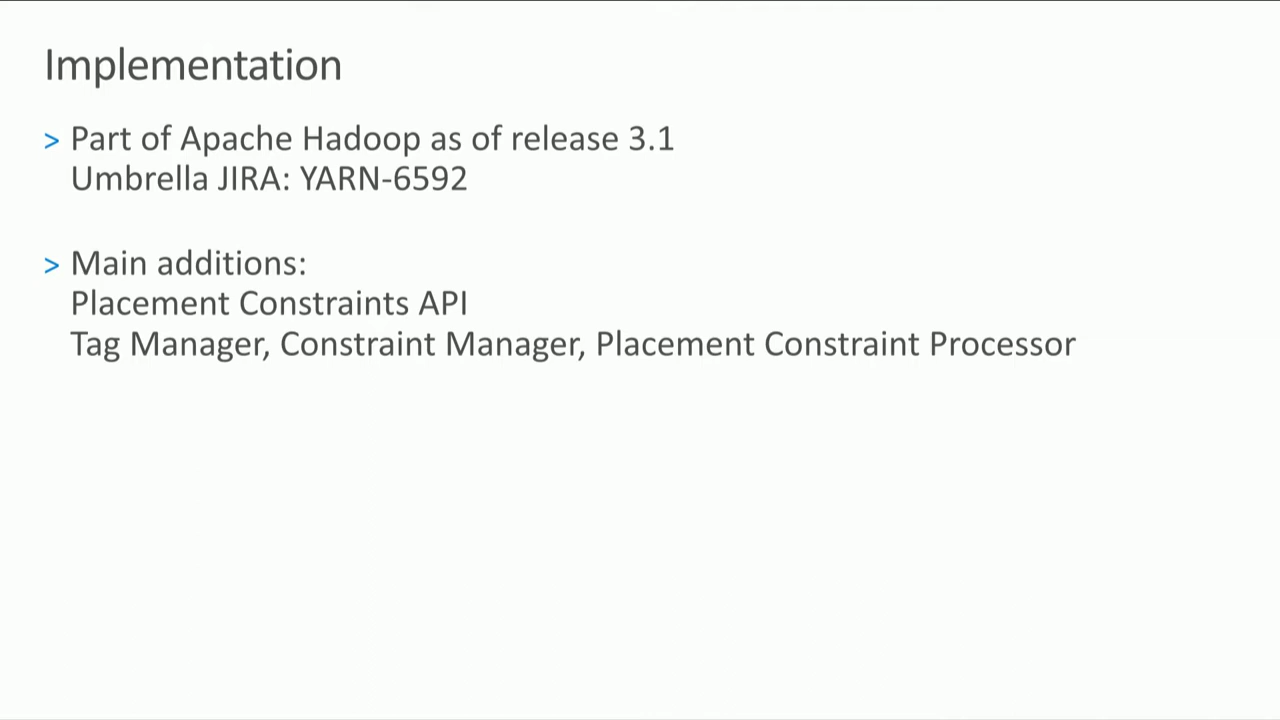 Implementation
> Part of Apache Hadoop as of release 3.1
Umbrella JIRA: YARN-6592
> Main additions:
Placement Constraints API
Tag Manager, Constraint Manager, Placement Constraint Processor